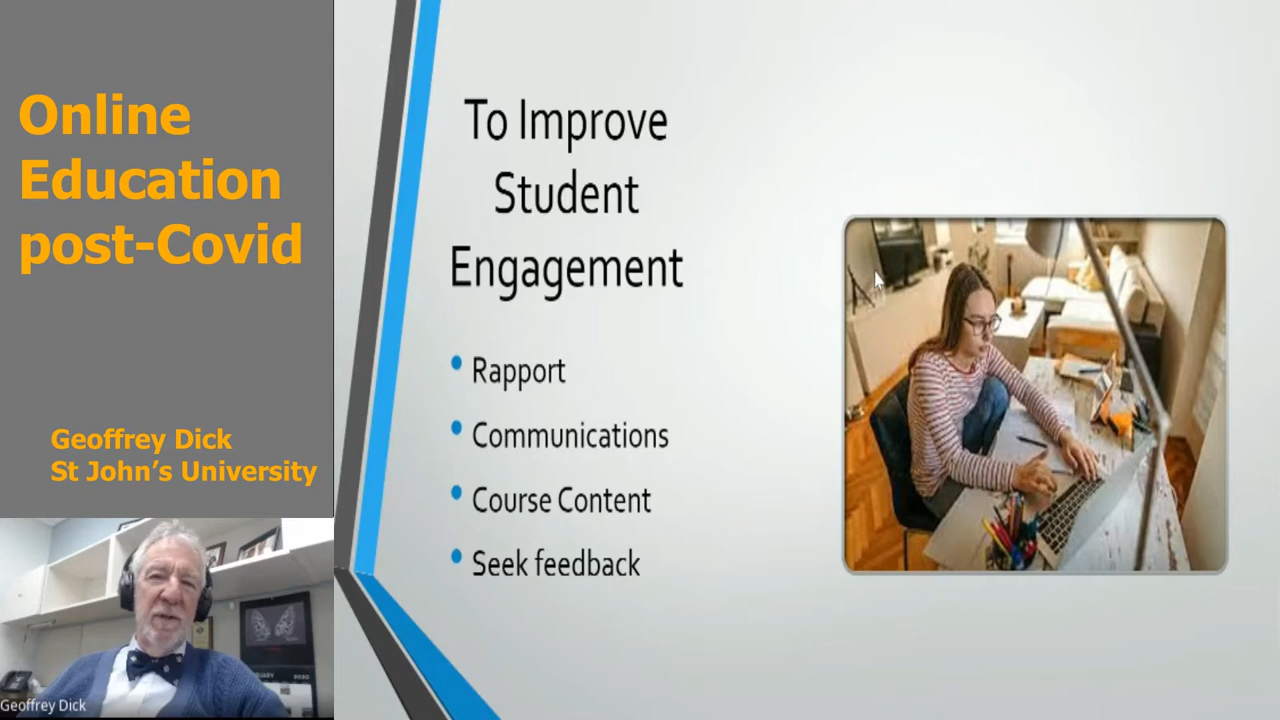 Online
Education
post-Covid
Geoffrey Dick
St John’s University
Geoffrey Dick
To Improve
Student
Engagement
• Rapport
• Communications
• Course Content
• Seek feedback